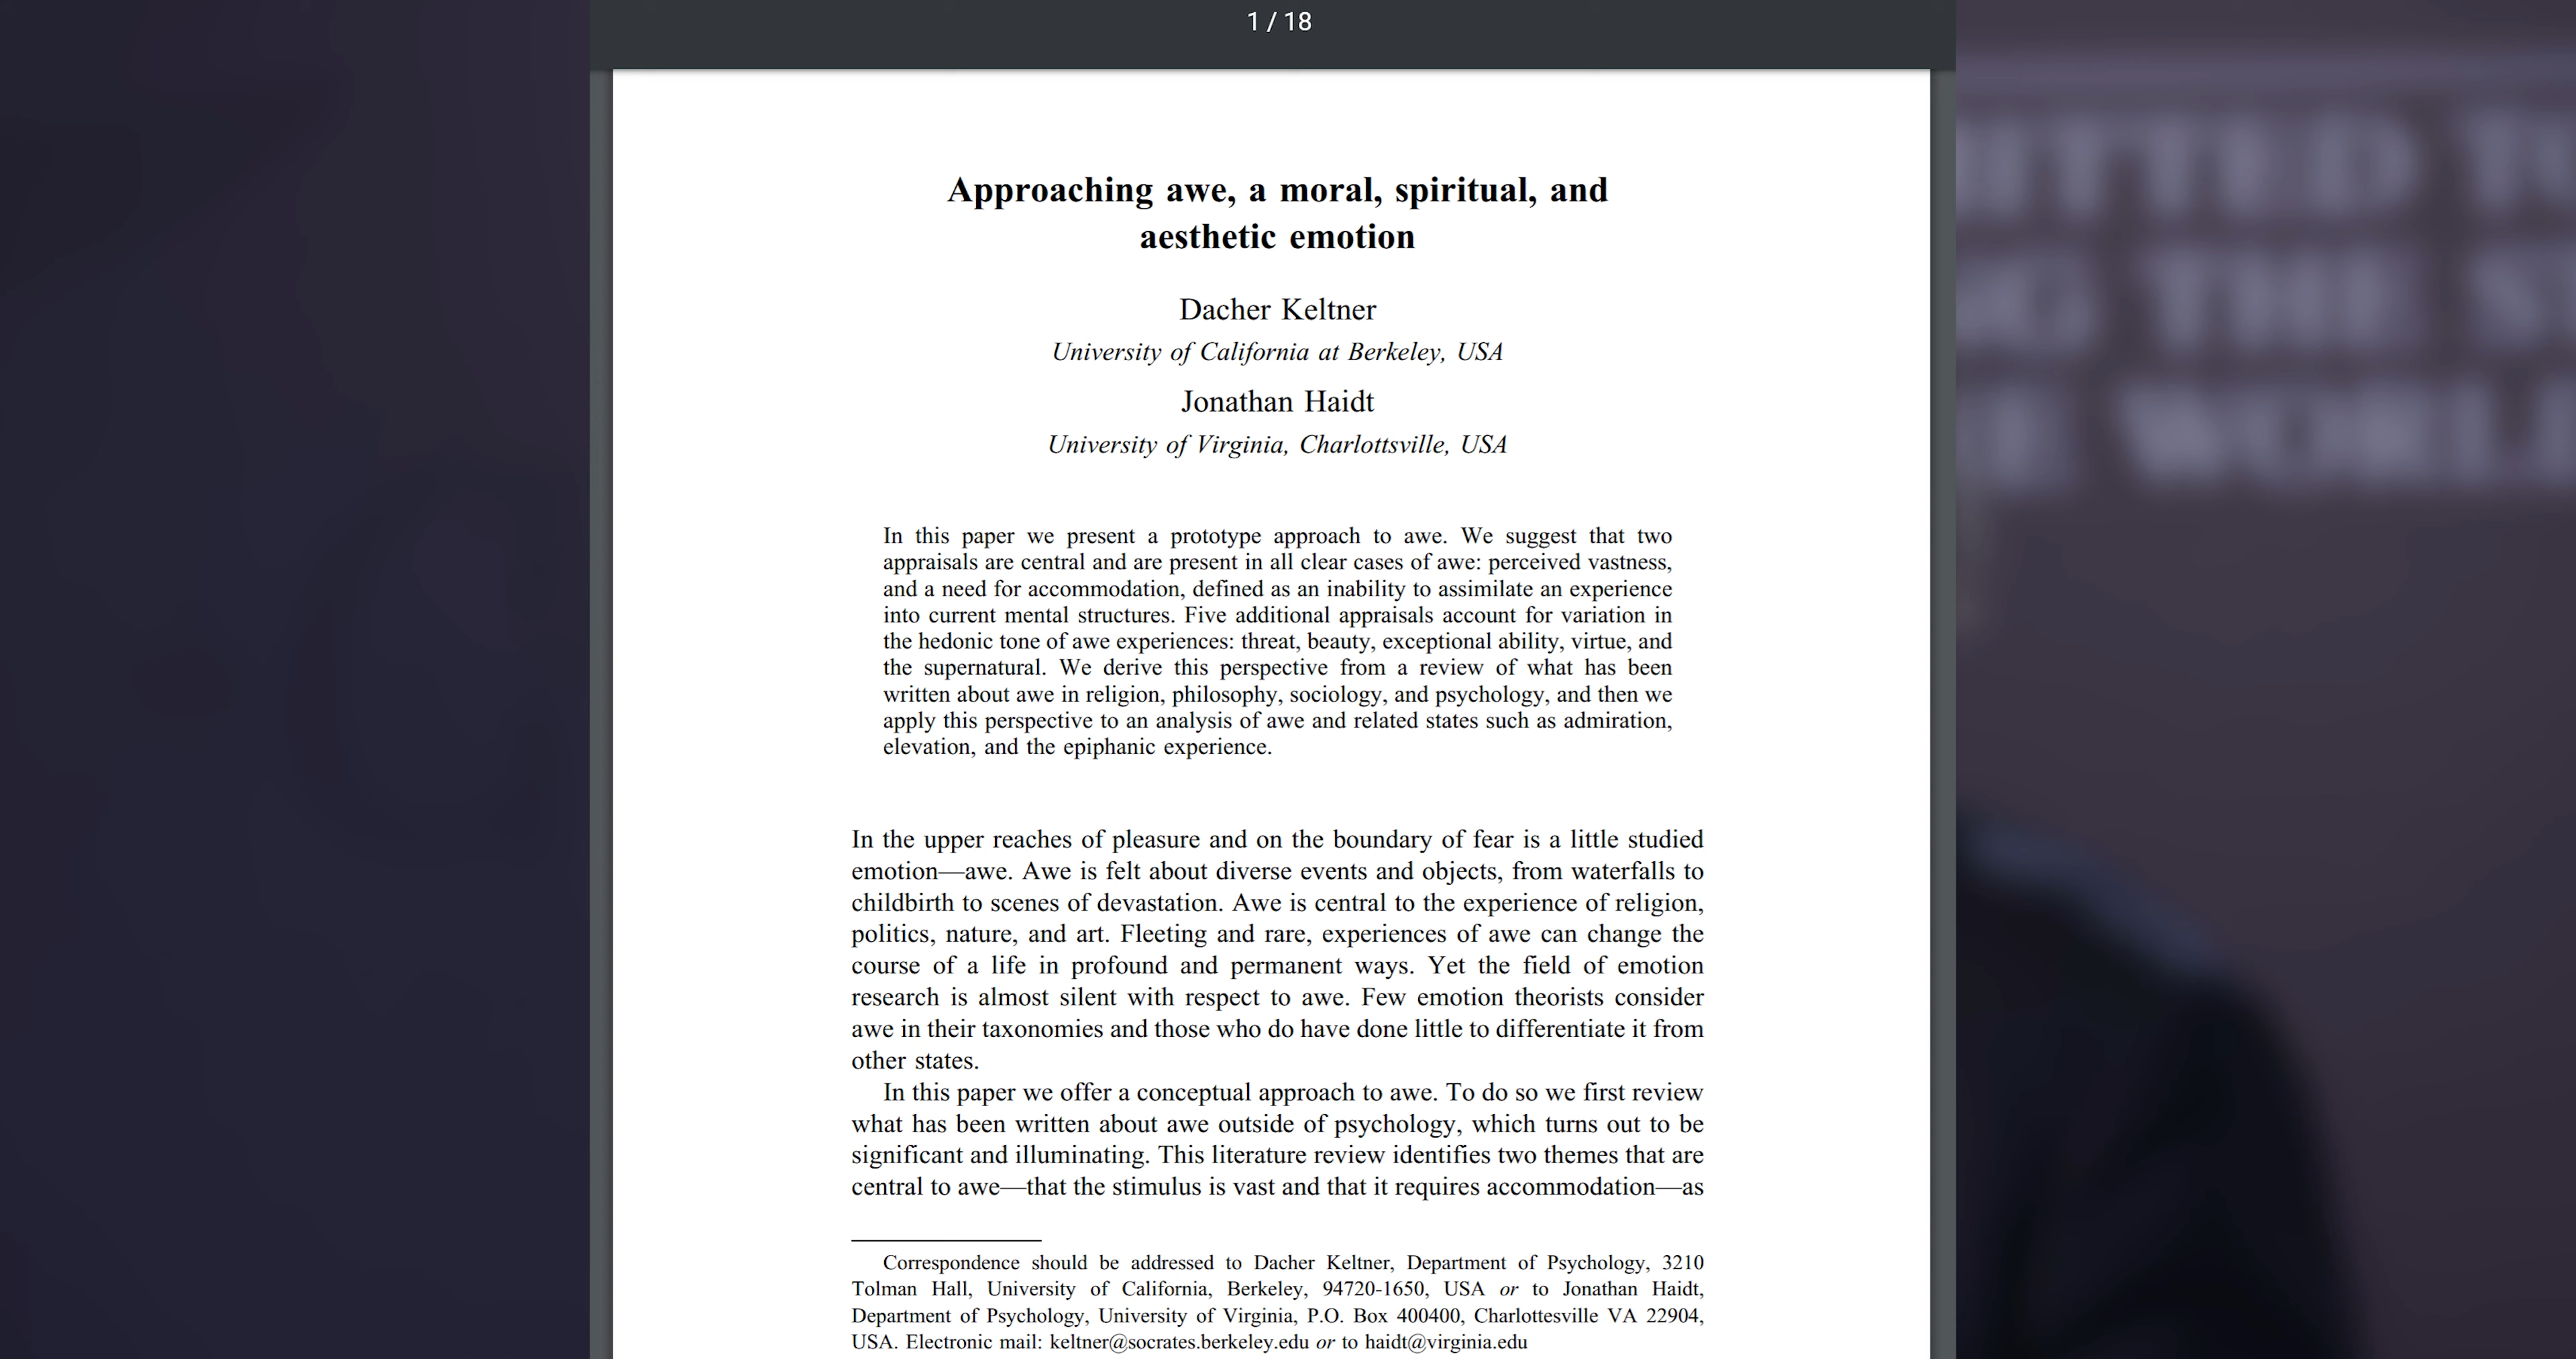 1 / 18
Approaching awe, a moral, spiritual, and
aesthetic emotion
Dacher Keltner
University of California at Berkeley, USA
Jonathan Haidt
University of Virginia, Charlottsville, USA
In this paper we present a prototype approach to awe. We suggest that two
appraisals are central and are present in all clear cases of awe: perceived vastness,
and a need for accommodation, defined as an inability to assimilate an experience
into current mental structures. Five additional appraisals account for variation in
the hedonic tone of awe experiences: threat, beauty, exceptional ability, virtue, and
the supernatural. We derive this perspective from a review of what has been
written about awe in religion, philosophy, sociology, and psychology, and then we
apply this perspective to an analysis of awe and related states such as admiration,
elevation, and the epiphanic experience.
In the upper reaches of pleasure and on the boundary of fear is a little studied
emotion—awe. Awe is felt about diverse events and objects, from waterfalls to
childbirth to scenes of devastation. Awe is central to the experience of religion,
politics, nature, and art. Fleeting and rare, experiences of awe can change the
course of a life in profound and permanent ways. Yet the field of emotion
research is almost silent with respect to awe. Few emotion theorists consider
awe in their taxonomies and those who do have done little to differentiate it from
other states.
In this paper we offer a conceptual approach to awe. To do so we first review
what has been written about awe outside of psychology, which turns out to be
significant and illuminating. This literature review identifies two themes that are
central to awe—that the stimulus is vast and that it requires accommodation—as
Correspondence should be addressed to Dacher Keltner, Department of Psychology, 3210
Tolman Hall, University of California, Berkeley, 94720-1650, USA or to Jonathan Haidt,
Department of Psychology, University of Virginia, P.O. Box 400400, Charlottesville VA 22904,
USA. Electronic mail: keltner@socrates.berkeley.edu or to haidt@virginia.edu
THE